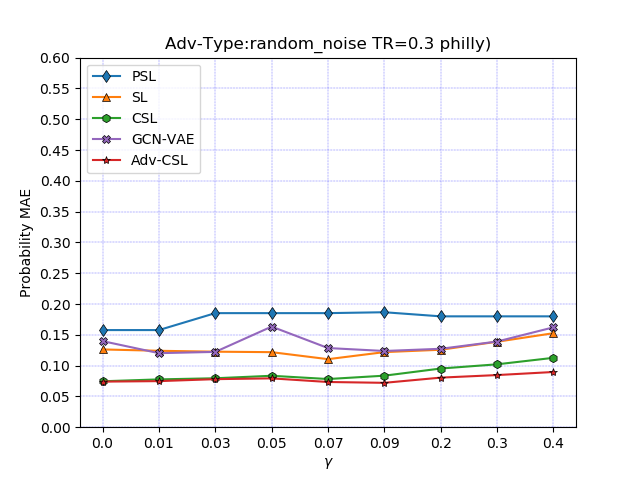 Adv-Type:random_noise TR=0.3 philly)
0.60
0.55
0.50
0.45
0.40
0.35
0.30
0.25
0.20
0.15
0.10
0.05
0.00
Probability MAE
PSL
SL
CSL
GCN-VAE
Adv-CSL
0.0 0.01 0.03 0.05 0.07 0.09 0.2 0.3 0.4
γ